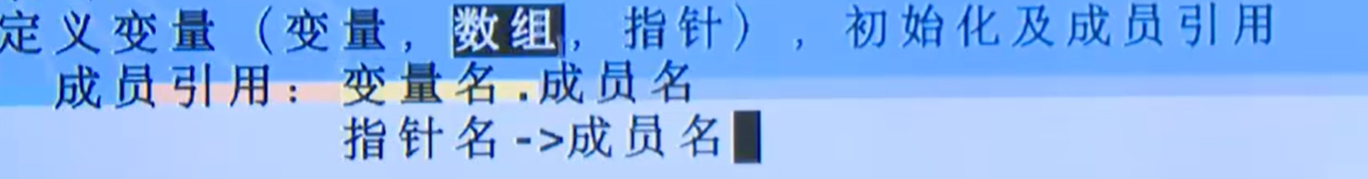 定义变量（变量，数组，指针），初始化及成员引用
成员引用：变量名.成员名
指针名->成员名